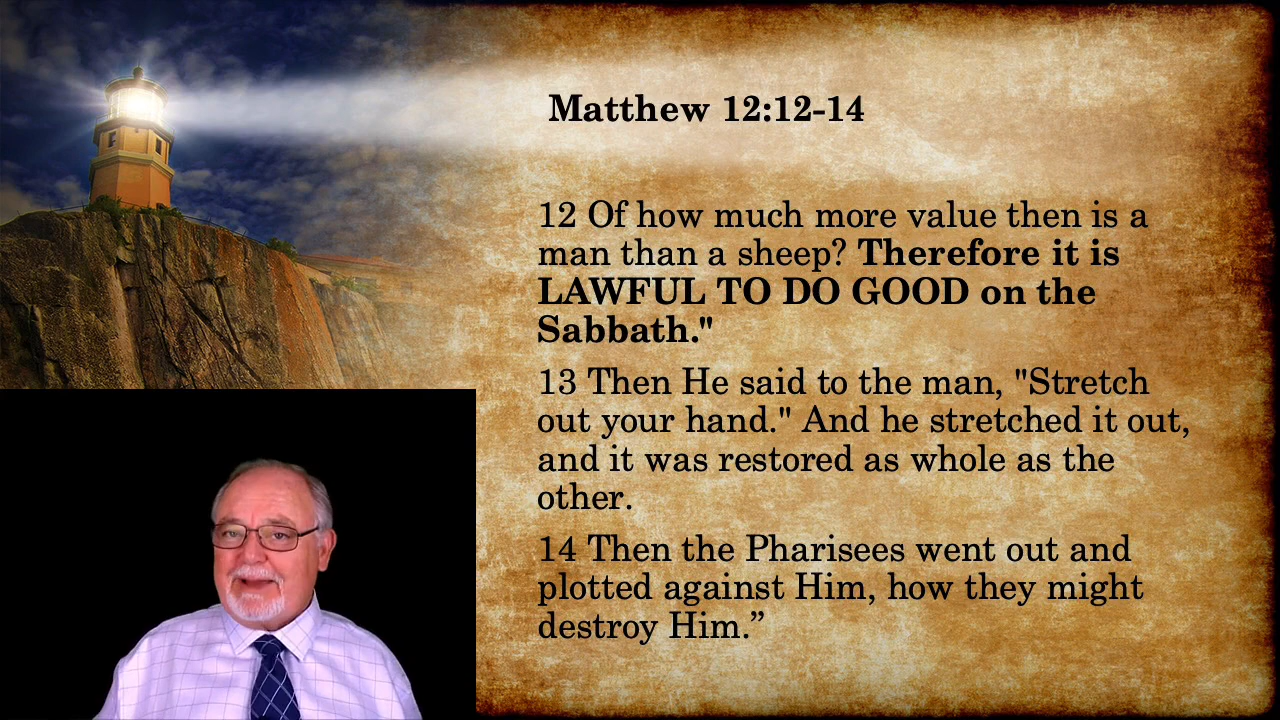 Matthew 12:12-14
12 Of how much more value then is a
man than a sheep? Therefore it is
LAWFUL TO DO GOOD on the
Sabbath."
13 Then He said to the man, "Stretch
out your hand." And he stretched it out,
and it was restored as whole as the
other.
14 Then the Pharisees went out and
plotted against Him, how they might
destroy Him.”